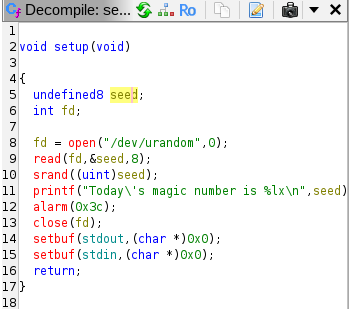 Decompile: se...
Ro
1
2 void setup(void)
3
4 {
5 undefined8 seed;
6 int fd;
7
8 fd = open("/dev/urandom",0);
9 read(fd,&seed,8);
10 srand((uint)seed);
11 printf("Today\'s magic number is %lx\n",seed)
12 alarm(0x3c);
13 close(fd);
14 setbuf(stdout,(char *)0x0);
15 setbuf(stdin,(char *)0x0);
16 return;
17 }
18